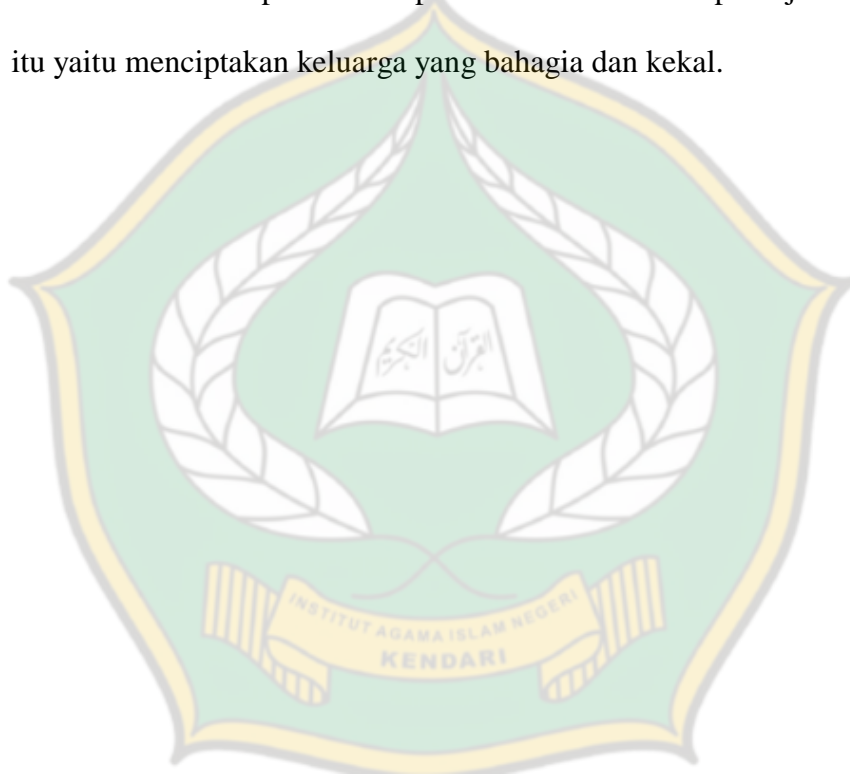 itu yaitu menciptakan keluarga yang bahagia dan kekal.
القرآن الكريم
INSTITUT AGAMA ISLAM NEGERI
KENDARI